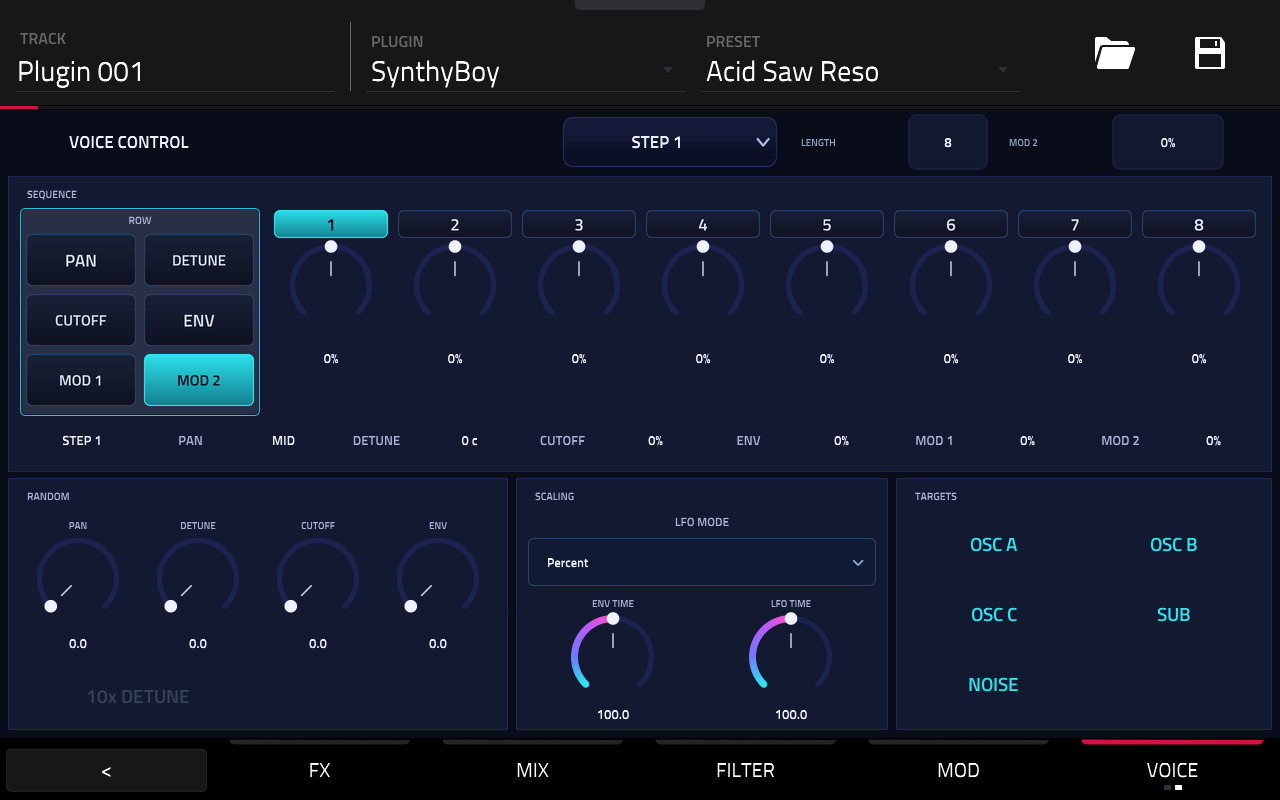 TRACK
Plugin 001
PLUGIN
SynthyBoy
PRESET
Acid Saw Reso
VOICE CONTROL
STEP 1
LENGTH
8
MOD 2
0%
SEQUENCE
ROW
PAN
DETUNE
CUTOFF
ENV
MOD 1
MOD 2
1 2 3 4 5 6 7 8
0% 0% 0% 0% 0% 0% 0% 0%
STEP 1 PAN MID DETUNE 0 c CUTOFF 0% ENV 0% MOD 1 0% MOD 2 0%
RANDOM
PAN DETUNE CUTOFF ENV
0.0 0.0 0.0 0.0
10x DETUNE
SCALING
LFO MODE
Percent
ENV TIME LFO TIME
100.0 100.0
TARGETS
OSC A OSC B
OSC C SUB
NOISE
< FX MIX FILTER MOD VOICE